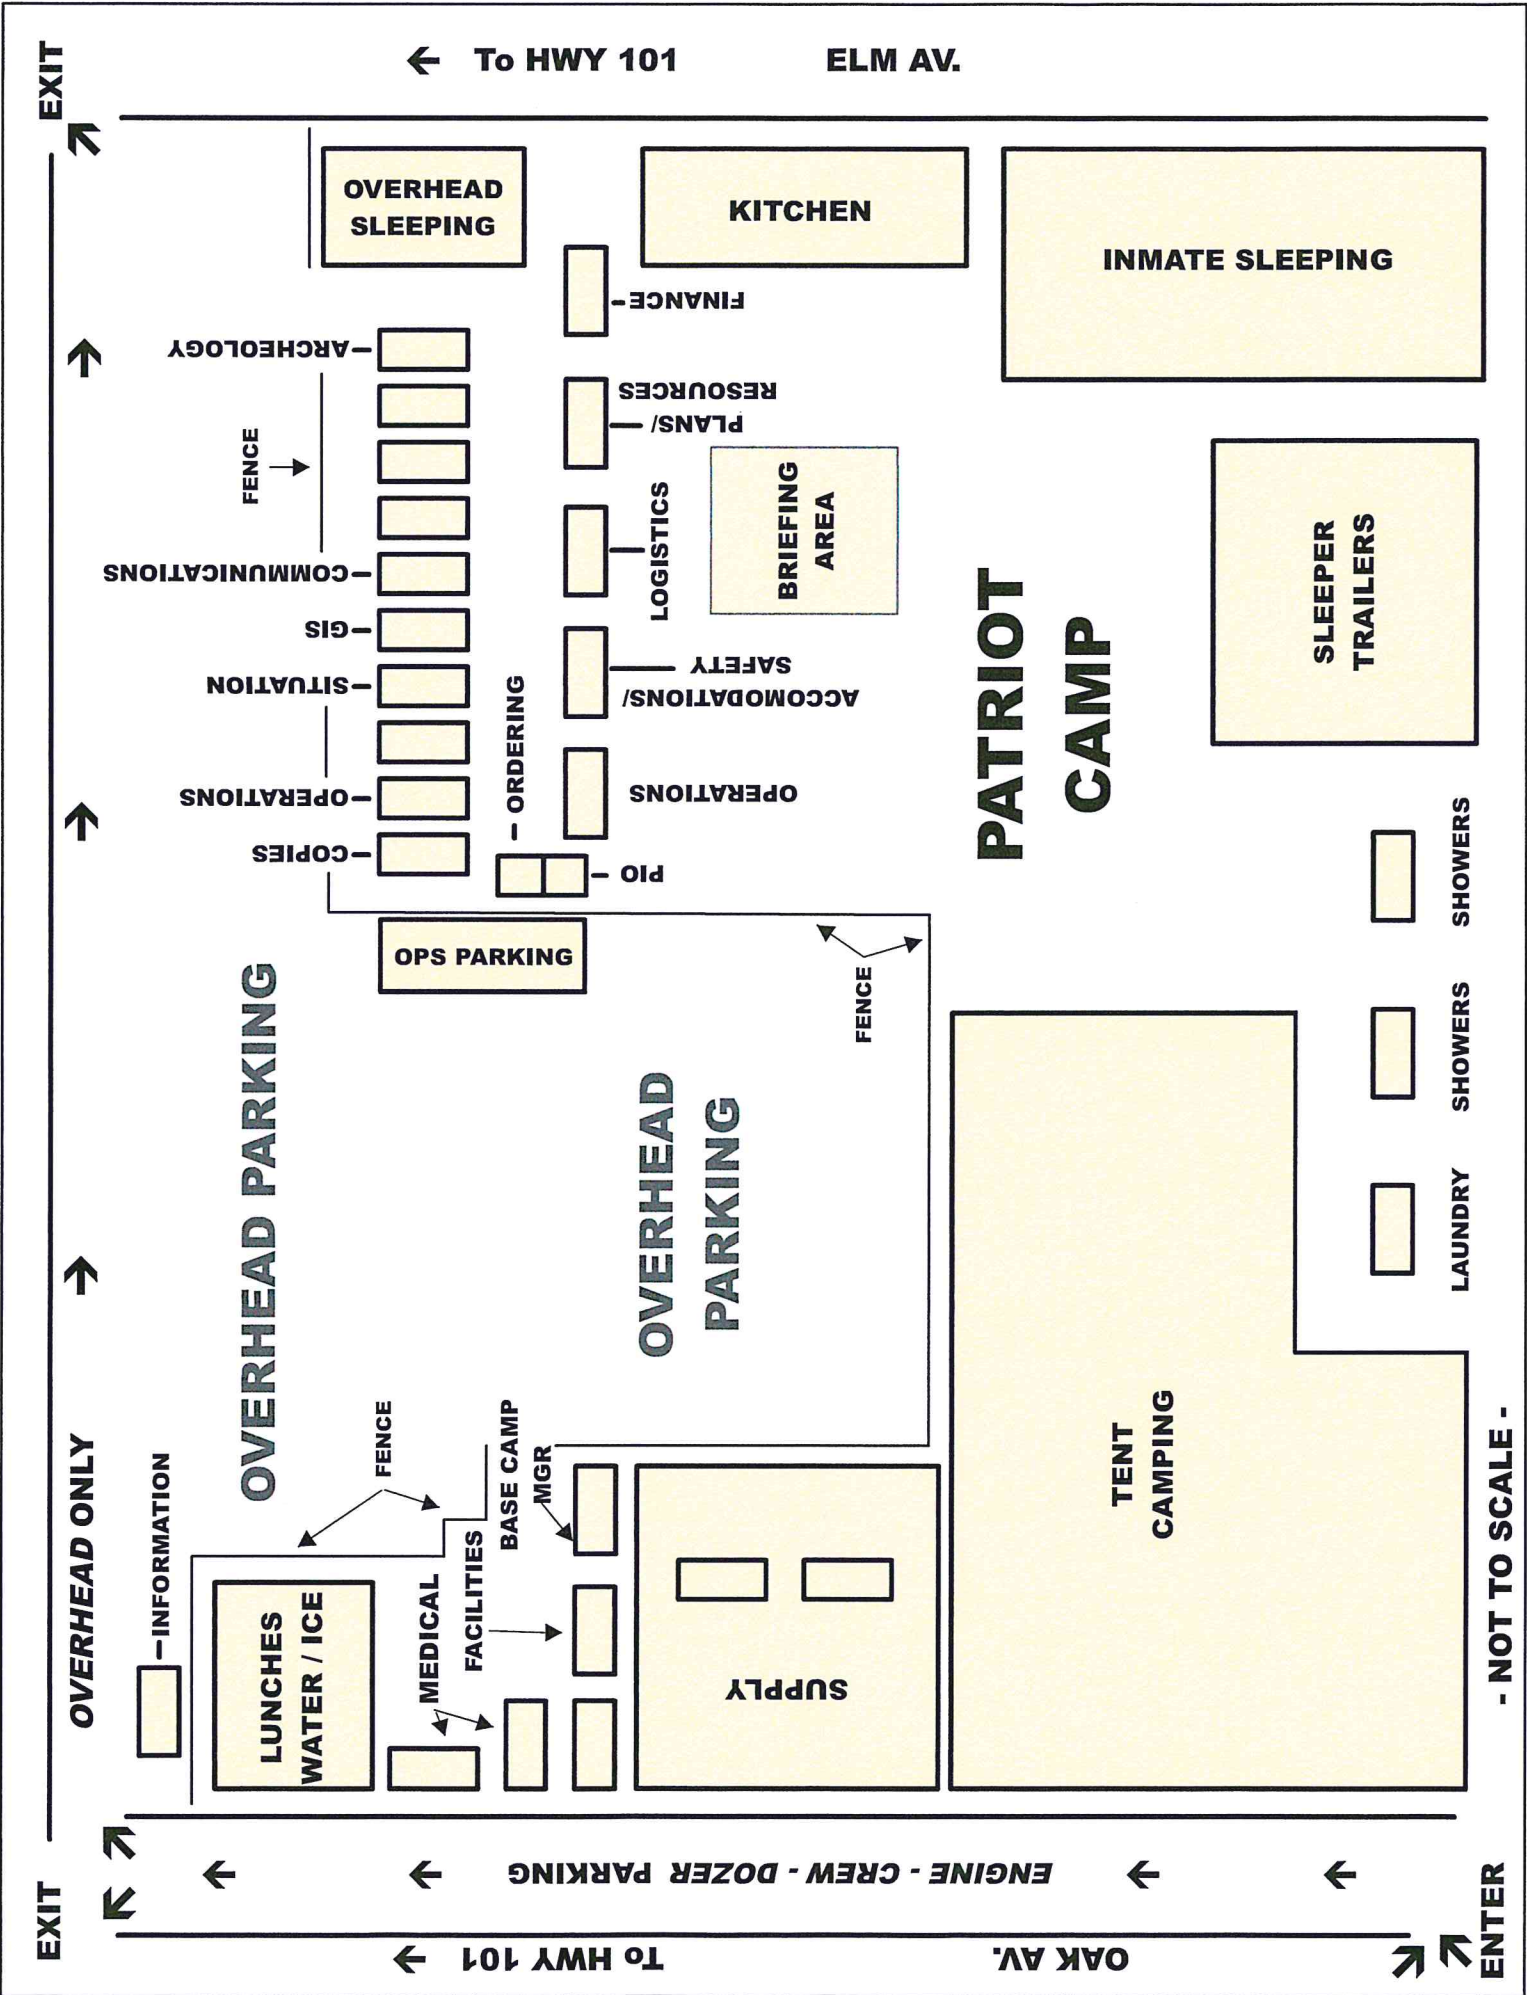 EXIT
← To HWY 101
ELM AV.
OVERHEAD
SLEEPING
KITCHEN
INMATE SLEEPING
FINANCE
ARCHEOLOGY
FENCE
COMMUNICATIONS
GIS
SITUATION
OPERATIONS
COPIES
PLANS/
RESOURCES
LOGISTICS
ACCOMODATIONS/
SAFETY
OPERATIONS
ORDERING
PIO
BRIEFING
AREA
PATRIOT
CAMP
SLEEPER
TRAILERS
SHOWERS
SHOWERS
LAUNDRY
OPS PARKING
FENCE
OVERHEAD PARKING
OVERHEAD
PARKING
OVERHEAD ONLY
INFORMATION
FENCE
LUNCHES
WATER / ICE
MEDICAL
FACILITIES
BASE CAMP
MGR
SUPPLY
TENT
CAMPING
- NOT TO SCALE -
EXIT
ENGINE - CREW - DOZER PARKING
To HWY 101
OAK AV.
ENTER